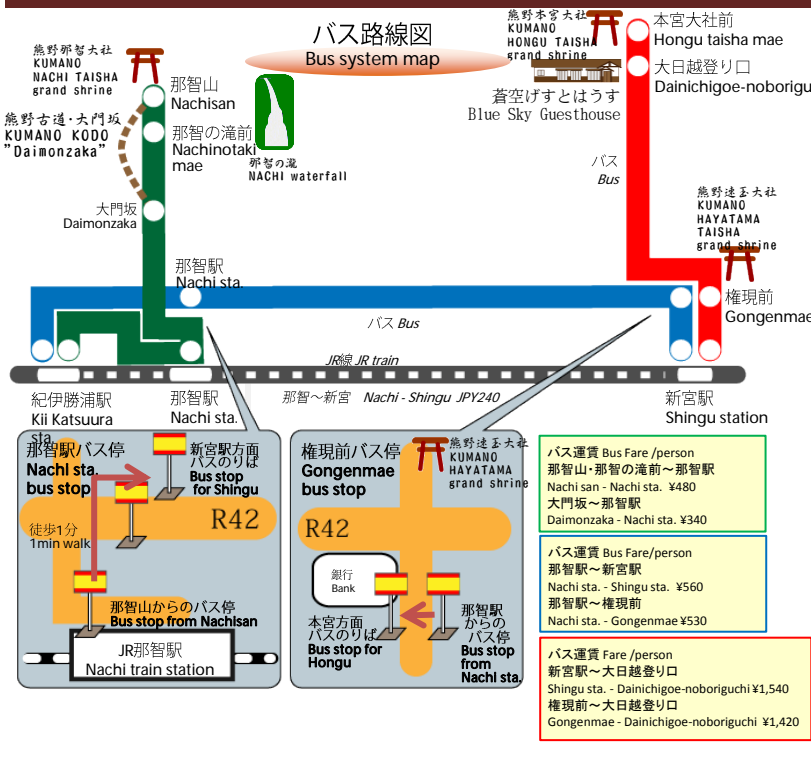 バス路線図
Bus system map
熊野那智大社
KUMANO
NACHI TAISHA
grand shrine
那智山
Nachisan
熊野古道・大門坂
KUMANO KODO
"Daimonzaka"
那智の滝前
Nachinotaki
mae
那智の瀧
NACHI waterfall
大門坂
Daimonzaka
熊野本宮大社
KUMANO
HONGU TAISHA
grand shrine
本宮大社前
Hongu taisha mae
大日越登り口
Dainichigoe-noborigu
蒼空げすとはうす
Blue Sky Guesthouse
バス
Bus
熊野速玉大社
KUMANO
HAYATAMA
TAISHA
grand shrine
那智駅
Nachi sta.
権現前
Gongenmae
バス Bus
JR線 JR train
紀伊勝浦駅
Kii Katsuura
sta.
那智駅
Nachi sta.
那智～新宮 Nachi - Shingu JPY240
新宮駅
Shingu station
那智駅バス停
Nachi sta.
bus stop
新宮駅方面
バスのりば
Bus stop
for Shingu
R42
徒歩1分
1min walk
那智山からのバス停
Bus stop from Nachisan
JR那智駅
Nachi train station
権現前バス停
Gongenmae
bus stop
熊野速玉大社
KUMANO
HAYATAMA
grand shrine
R42
銀行
Bank
本宮方面
バスのりば
Bus stop for
Hongu
那智駅
からの
バス停
Bus stop
from
Nachi sta.
バス運賃 Bus Fare /person
那智山・那智の滝前～那智駅
Nachi san - Nachi sta. ¥480
大門坂～那智駅
Daimonzaka - Nachi sta. ¥340
バス運賃 Bus Fare/person
那智駅～新宮駅
Nachi sta. - Shingu sta. ¥560
那智駅～権現前
Nachi sta. - Gongenmae ¥530
バス運賃 Fare /person
新宮駅～大日越登り口
Shingu sta. - Dainichigoe-noboriguchi ¥1,540
権現前～大日越登り口
Gongenmae - Dainichigoe-noboriguchi ¥1,420